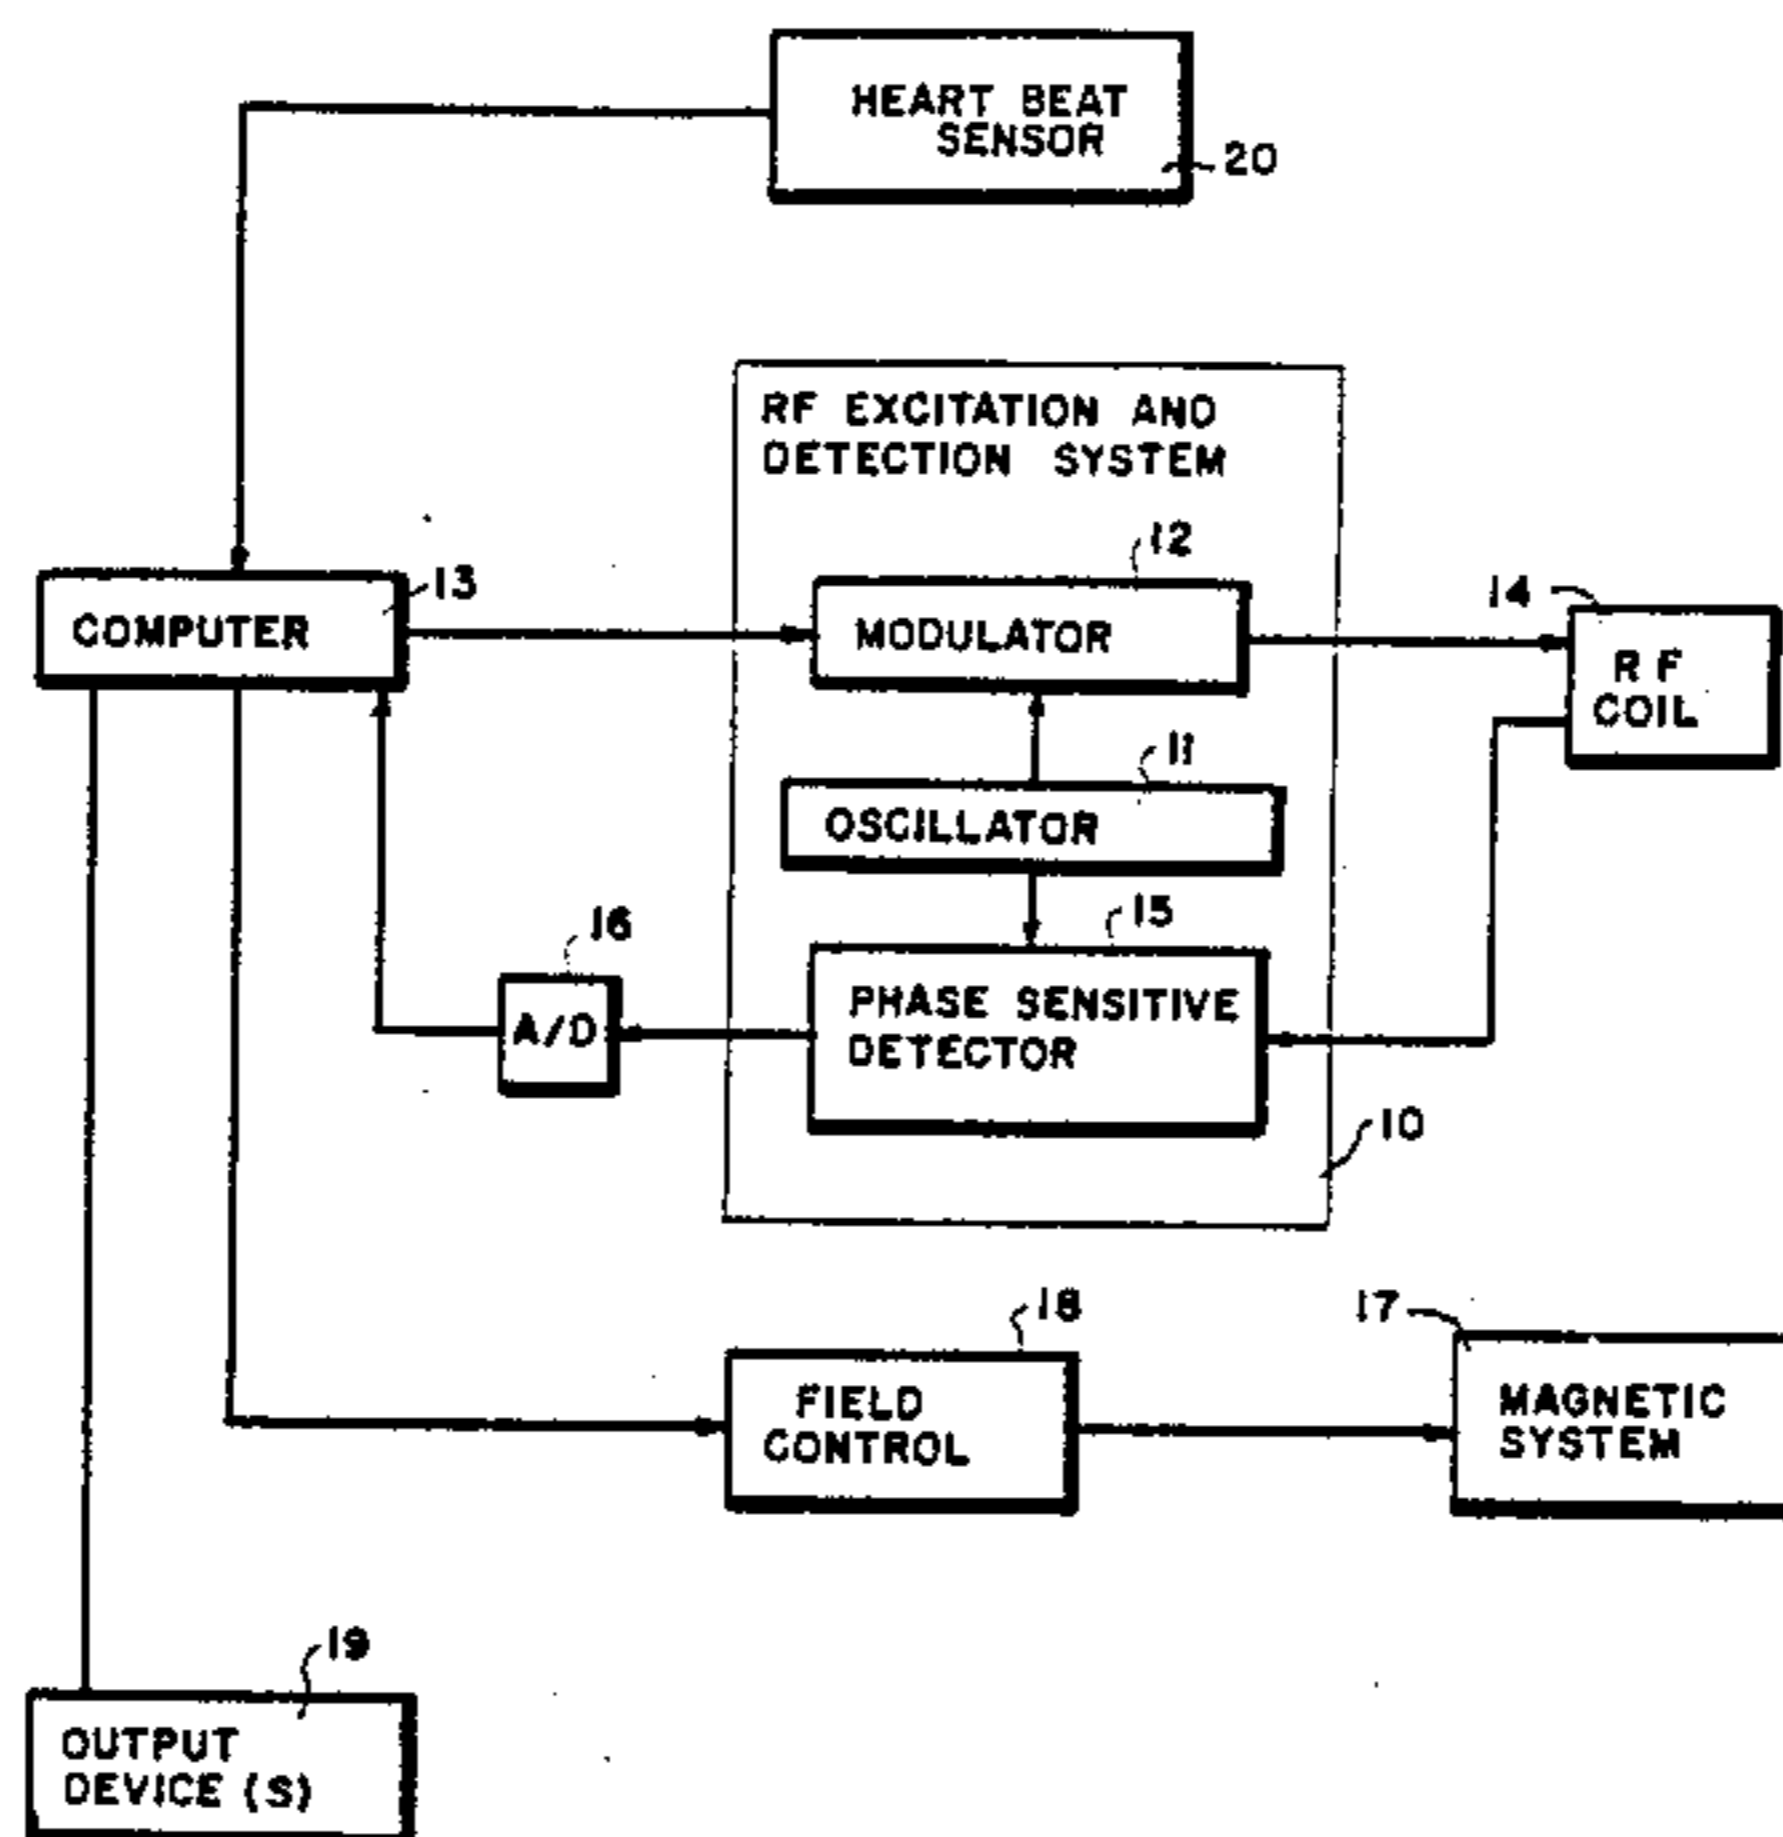 HEART BEAT
SENSOR
20
RF EXCITATION AND
DETECTION SYSTEM
12
13
COMPUTER
MODULATOR
14
RF
COIL
11
OSCILLATOR
16
A/D
15
PHASE SENSITIVE
DETECTOR
10
18
FIELD
CONTROL
17
MAGNETIC
SYSTEM
19
OUTPUT
DEVICE (S)